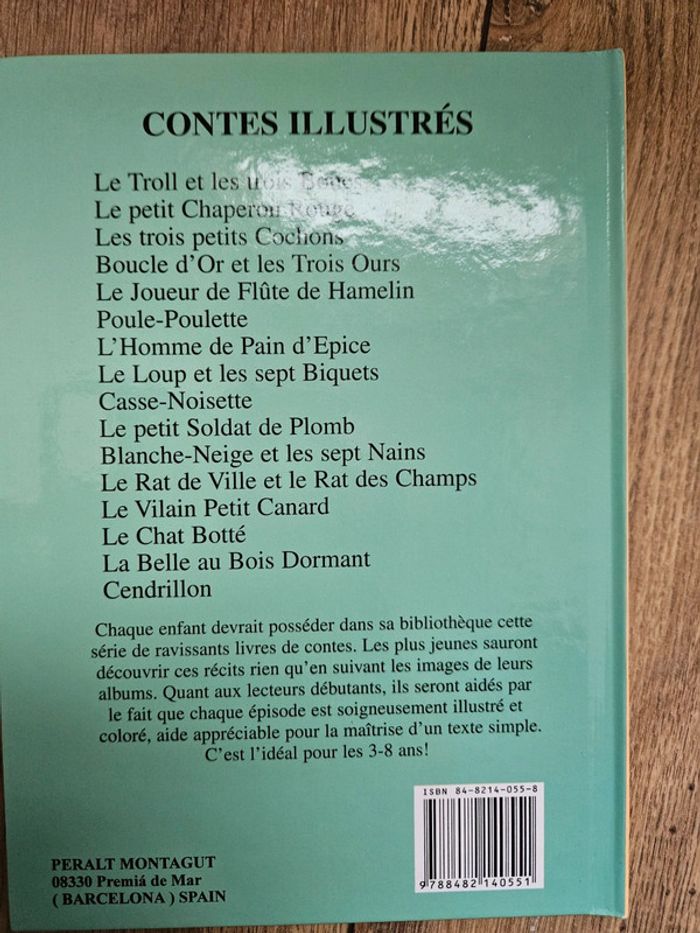 CONTES ILLUSTRÉS
Le Troll et les trois Boucs
Le petit Chaperon Rouge
Les trois petits Cochons
Boucle d'Or et les Trois Ours
Le Joueur de Flûte de Hamelin
Poule-Poulette
L'Homme de Pain d'Epice
Le Loup et les sept Biquets
Casse-Noisette
Le petit Soldat de Plomb
Blanche-Neige et les sept Nains
Le Rat de Ville et le Rat des Champs
Le Vilain Petit Canard
Le Chat Botté
La Belle au Bois Dormant
Cendrillon
Chaque enfant devrait posséder dans sa bibliothèque cette
série de ravissants livres de contes. Les plus jeunes sauront
découvrir ces récits rien qu'en suivant les images de leurs
albums. Quant aux lecteurs débutants, ils seront aidés par
le fait que chaque épisode est soigneusement illustré et
coloré, aide appréciable pour la maîtrise d'un texte simple.
C'est l'idéal pour les 3-8 ans!
ISBN 84-8214-055-8
9 788482 140551
PERALT MONTAGUT
08330 Premiá de Mar
( BARCELONA ) SPAIN